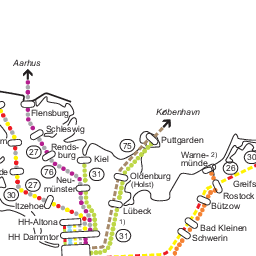 Aarhus
København
Flensburg
Schleswig
75
Puttgarden
27
Rends-
burg
Warne-
münde
2)
30
26
Kiel
76
31
Neu-
münster
27
Oldenburg
(Holst)
30
Greifs
Rostock
Itzehoe
Bützow
Lübeck
1)
HH-Altona
HH Dammtor
31
Bad Kleinen
Schwerin